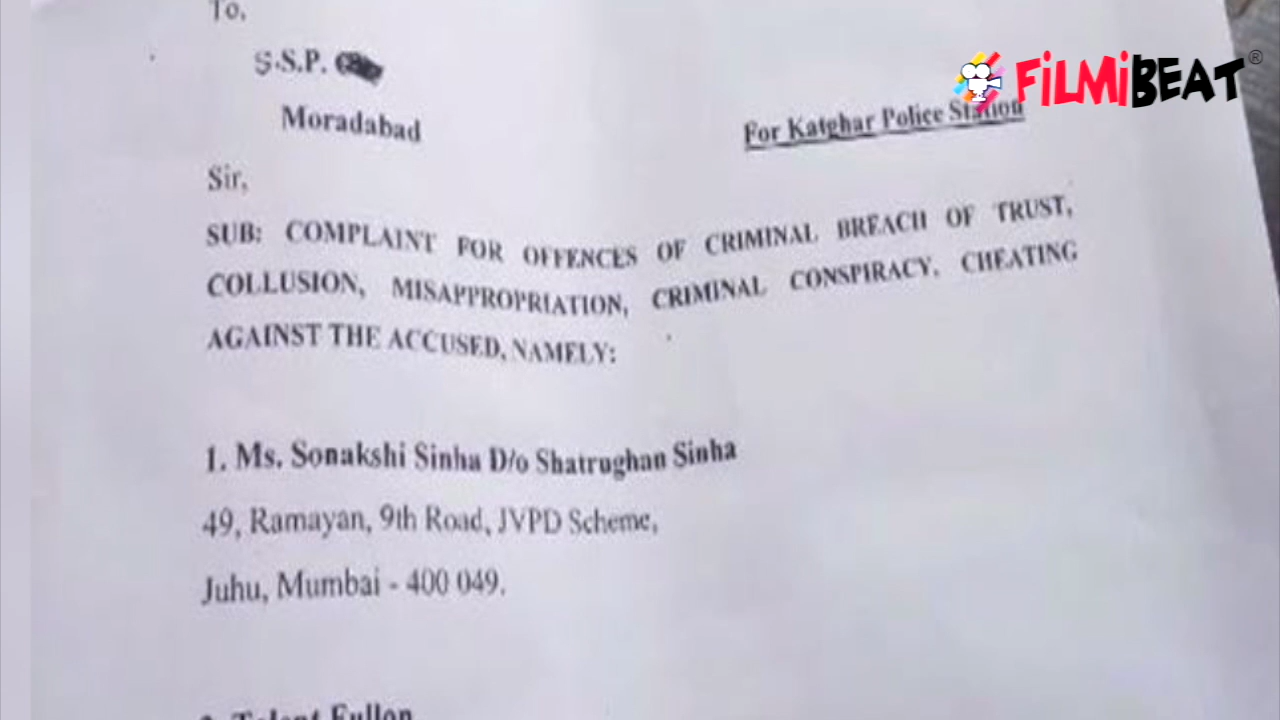 To,
S.S.P.
Moradabad
FiLMiBEAT®
For Katghar Police Station
Sir,
SUB: COMPLAINT FOR OFFENCES OF CRIMINAL BREACH OF TRUST,
COLLUSION, MISAPPROPRIATION, CRIMINAL CONSPIRACY, CHEATING
AGAINST THE ACCUSED, NAMELY:
1. Ms. Sonakshi Sinha D/o Shatrughan Sinha
49, Ramayan, 9th Road, JVPD Scheme,
Juhu, Mumbai - 400 049.
Talent Fullon